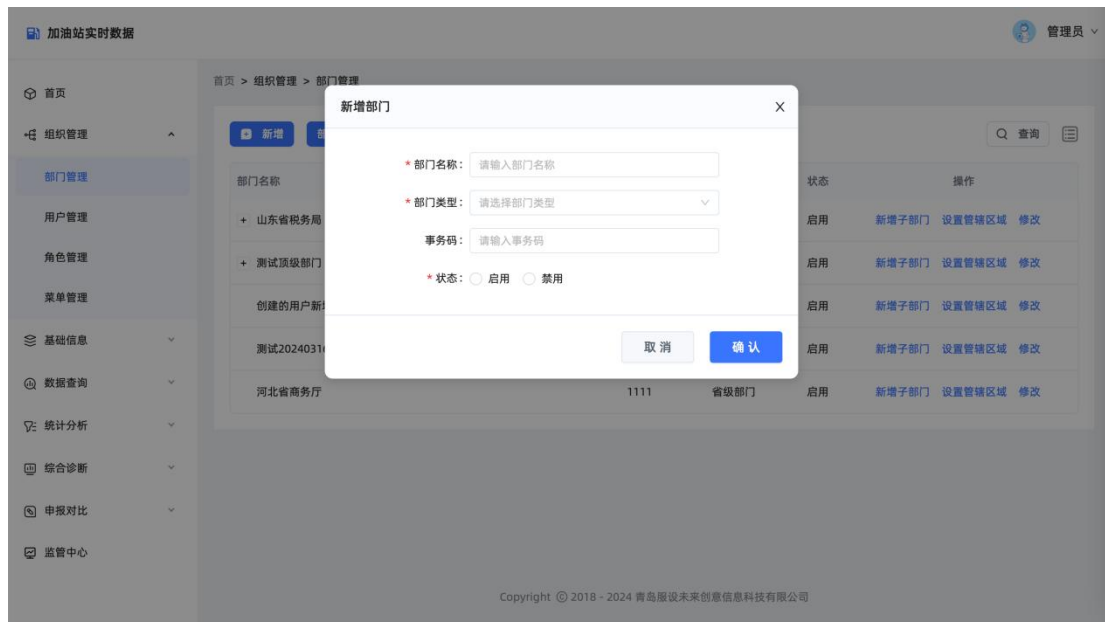 加油站实时数据
管理员
首页 > 组织管理 > 部门管理
首页
组织管理
部门管理
用户管理
角色管理
菜单管理
基础信息
数据查询
统计分析
综合诊断
申报对比
监管中心
新增
查询
部门名称 状态 操作
+ 山东省税务局 启用 新增子部门 设置管辖区域 修改
+ 测试顶级部门 启用 新增子部门 设置管辖区域 修改
创建的用户新 启用 新增子部门 设置管辖区域 修改
测试2024031 启用 新增子部门 设置管辖区域 修改
河北省商务厅 1111 省级部门 启用 新增子部门 设置管辖区域 修改
新增部门 X
* 部门名称: 请输入部门名称
* 部门类型: 请选择部门类型
事务码: 请输入事务码
* 状态: 启用 禁用
取 消 确 认
Copyright © 2018 - 2024 青岛服设未来创意信息科技有限公司